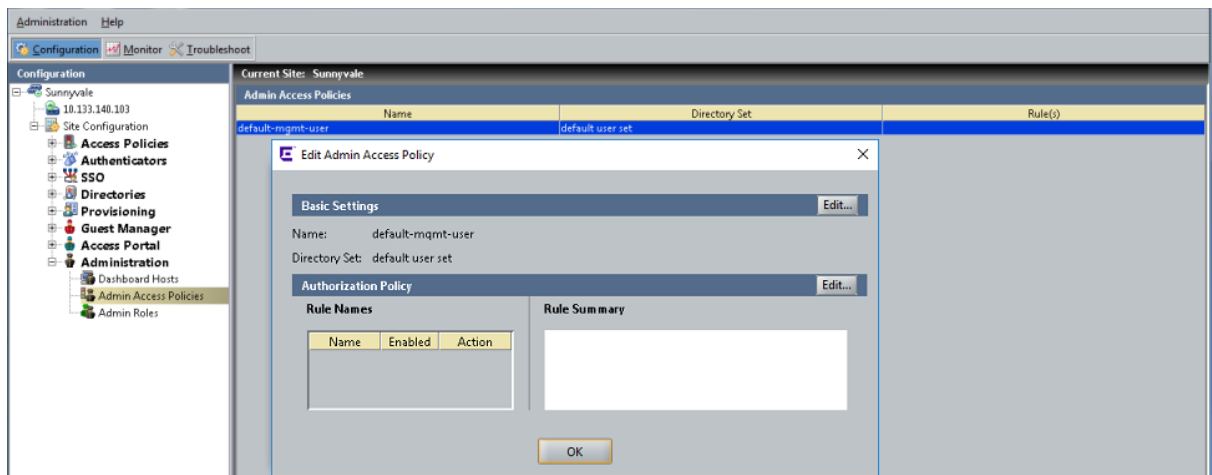 Administration Help
Configuration Monitor Troubleshoot
Configuration
Sunnyvale
10.133.140.103
Site Configuration
Access Policies
Authenticators
SSO
Directories
Provisioning
Guest Manager
Access Portal
Administration
Dashboard Hosts
Admin Access Policies
Admin Roles
Current Site: Sunnyvale
Admin Access Policies
Name Directory Set Rule(s)
default-mgmt-user default user set
Edit Admin Access Policy
Basic Settings Edit...
Name: default-mgmt-user
Directory Set: default user set
Authorization Policy Edit...
Rule Names Rule Summary
Name Enabled Action
OK